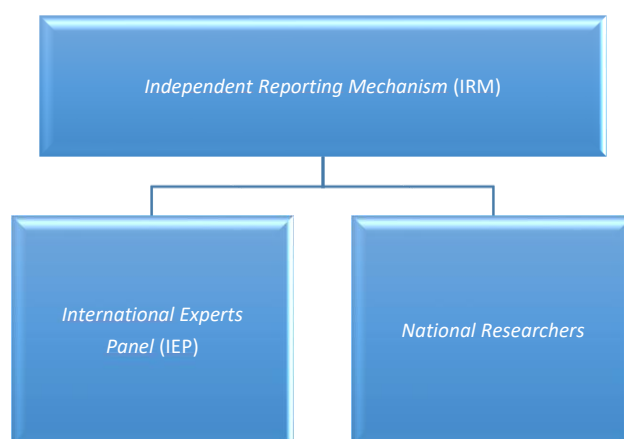 Independent Reporting Mechanism (IRM)
International Experts
Panel (IEP)
National Researchers